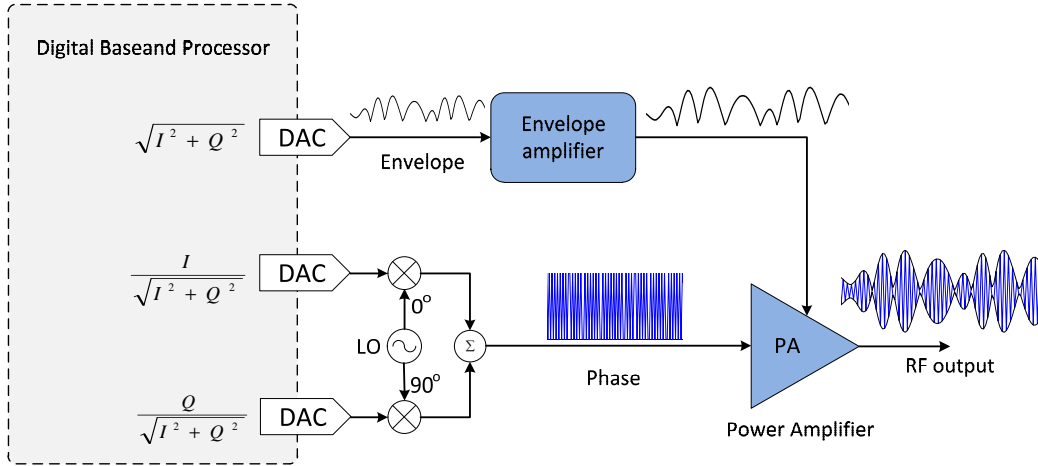 Digital Baseand Processor
√(I² + Q²)
DAC
Envelope
Envelope
amplifier
I
√(I² + Q²)
DAC
0°
LO
Σ
90°
Phase
PA
RF output
Q
√(I² + Q²)
DAC
Power Amplifier